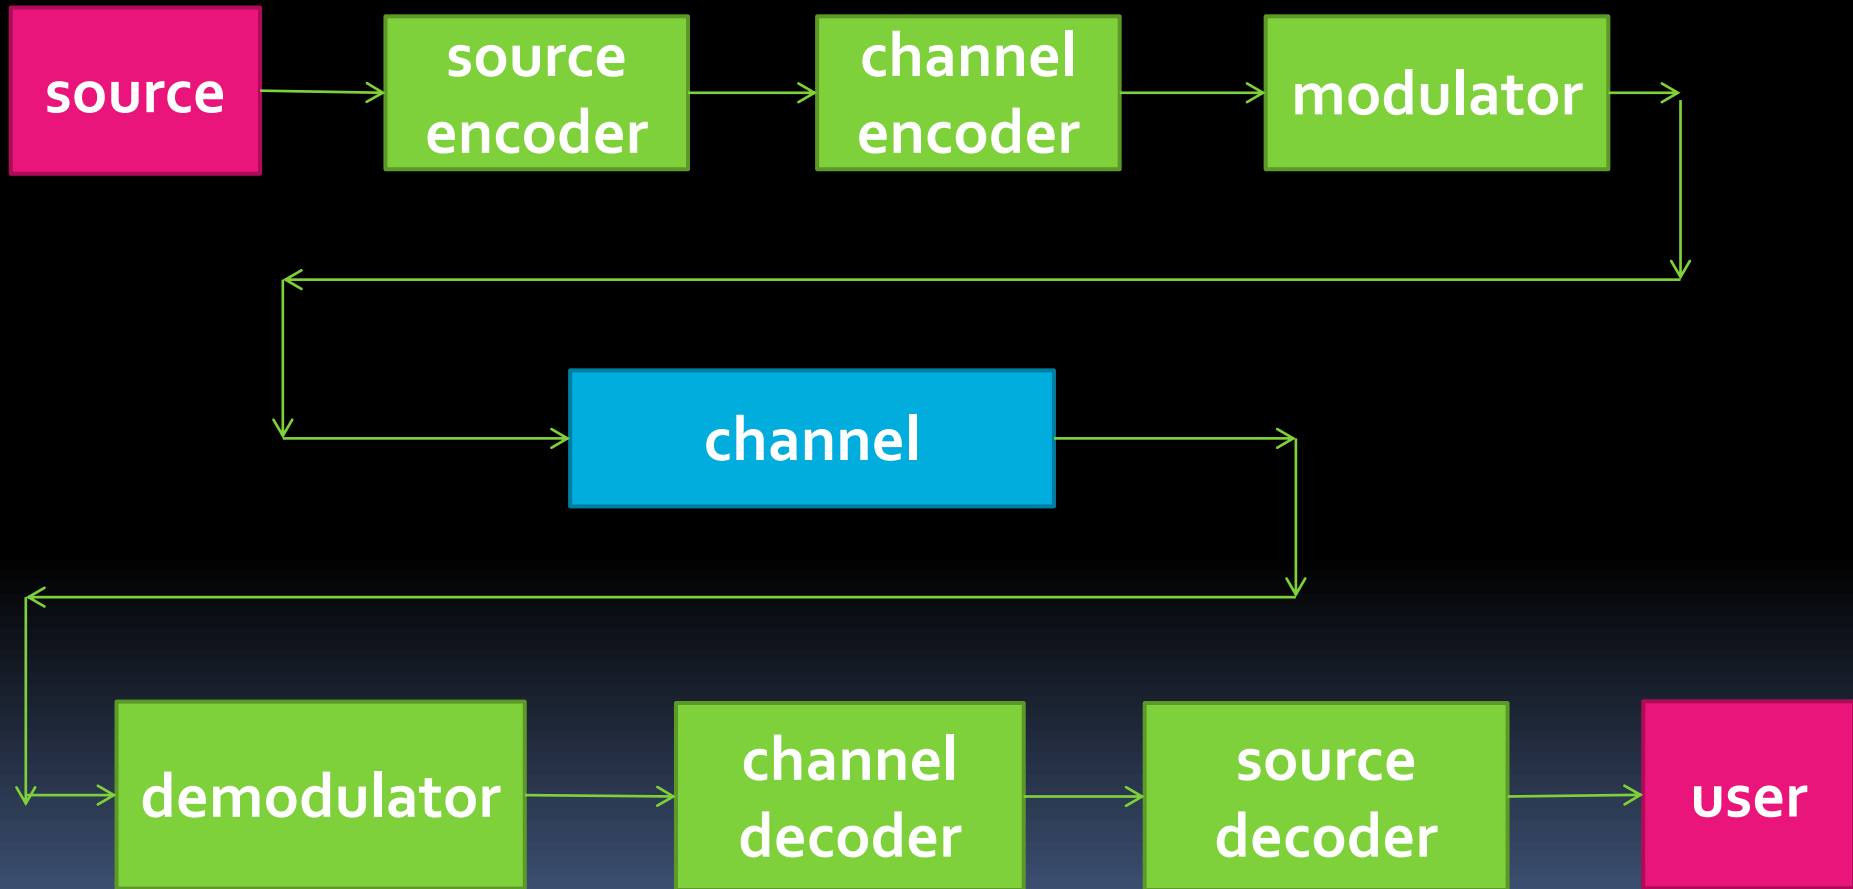 source
source
encoder
channel
encoder
modulator
channel
demodulator
channel
decoder
source
decoder
user